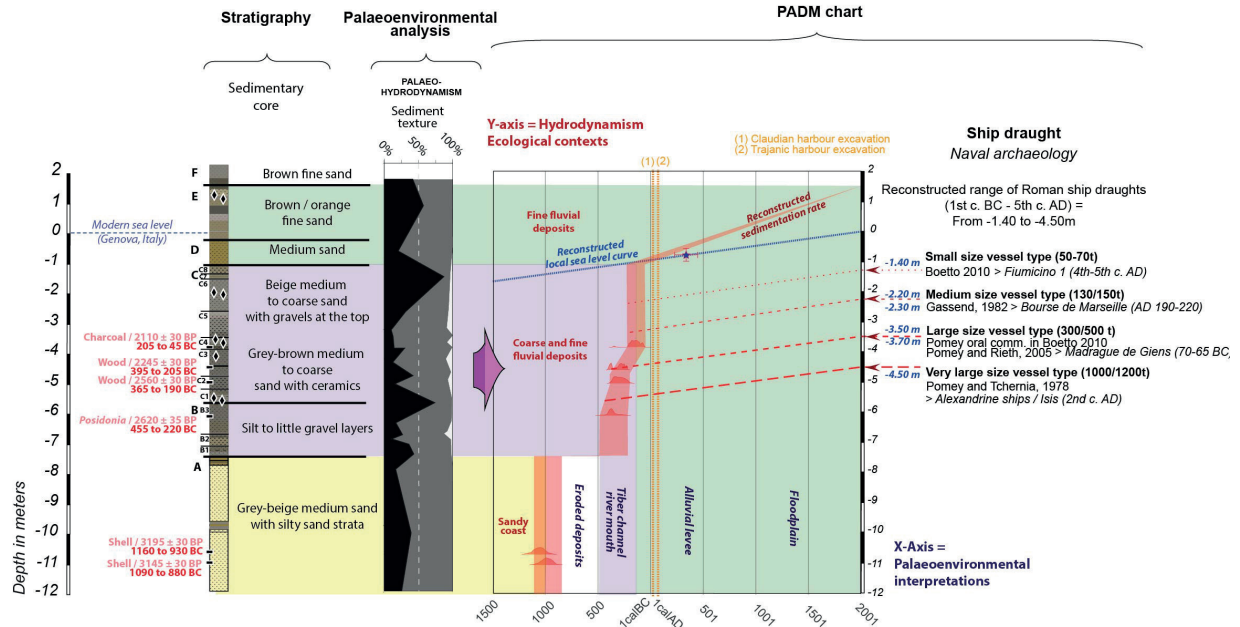 Stratigraphy
Palaeoenvironmental
analysis
PADM chart
Sedimentary
core
PALAEO-
HYDRODYNAMISM
Sediment
texture
0%
50%
100%
Y-axis = Hydrodynamism
Ecological contexts
(1) Claudian harbour excavation
(2) Trajanic harbour excavation
(1)
(2)
Ship draught
Naval archaeology
Reconstructed range of Roman ship draughts
(1st c. BC - 5th c. AD) =
From -1.40 to -4.50m
Depth in meters
2
1
0
-1
-2
-3
-4
-5
-6
-7
-8
-9
-10
-11
-12
Modern sea level
(Genova, Italy)
Charcoal / 2110 ± 30 BP
205 to 45 BC
Wood / 2245 ± 30 BP
395 to 205 BC
Wood / 2560 ± 30 BP
365 to 190 BC
Posidonia / 2620 ± 35 BP
455 to 220 BC
Shell / 3195 ± 30 BP
1160 to 930 BC
Shell / 3145 ± 30 BP
1090 to 880 BC
F
E
D
C8
C7
C
C6
C5
C4
C3
C2
C1
B
B3
B2
B1
A
Brown fine sand
Brown / orange
fine sand
Medium sand
Beige medium
to coarse sand
with gravels at the top
Grey-brown medium
to coarse
sand with ceramics
Silt to little gravel layers
Grey-beige medium sand
with silty sand strata
Fine fluvial
deposits
Reconstructed
local sea level curve
Reconstructed
sedimentation rate
Coarse and fine
fluvial deposits
Sandy
coast
Eroded deposits
Tiber channel
river mouth
Alluvial levee
Floodplain
2
1
0
-1
-2
-3
-4
-5
-6
-7
-8
-9
-10
-11
-12
1500
1000
500
1calBC
1calAD
501
1001
1501
2001
-1.40 m
Small size vessel type (50-70t)
Boetto 2010 > Fiumicino 1 (4th-5th c. AD)
-2.20 m
-2.30 m
Medium size vessel type (130/150t)
Gassend, 1982 > Bourse de Marseille (AD 190-220)
-3.50 m
-3.70 m
Large size vessel type (300/500 t)
Pomey oral comm. in Boetto 2010
Pomey and Rieth, 2005 > Madrague de Giens (70-65 BC)
-4.50 m
Very large size vessel type (1000/1200t)
Pomey and Tchernia, 1978
> Alexandrine ships / Isis (2nd c. AD)
X-Axis =
Palaeoenvironmental
interpretations